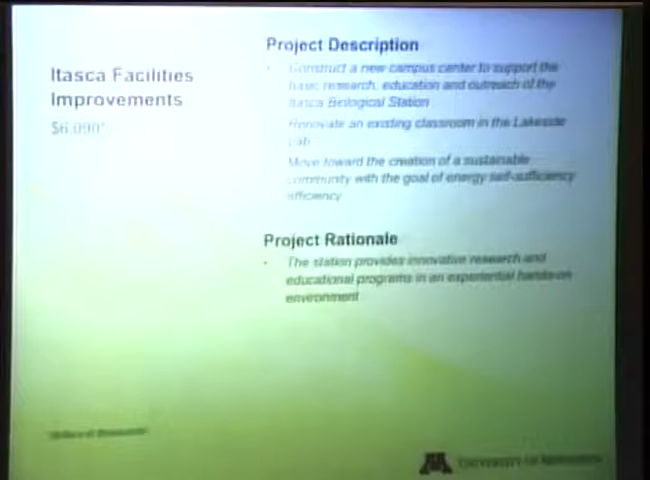 Itasca Facilities
Improvements
$6,090*
Project Description
Construct a new campus center to support the
basic research, education and outreach of the
Itasca Biological Station
Renovate an existing classroom in the Lakeside
Lab
Move toward the creation of a sustainable
community with the goal of energy self-sufficiency
efficiency
Project Rationale
The station provides innovative research and
educational programs in an experiential hands-on
environment
UNIVERSITY OF MINNESOTA